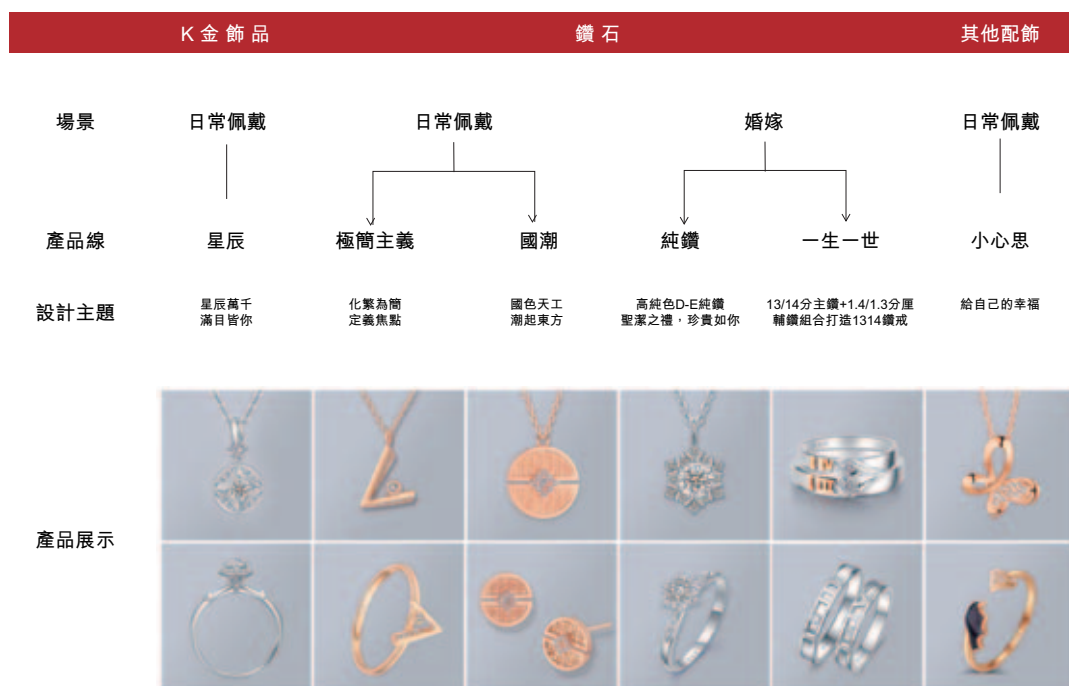 K金飾品 鑽石 其他配飾
場景 日常佩戴 日常佩戴 婚嫁 日常佩戴
產品線 星辰 極簡主義 國潮 純鑽 一生一世 小心思
設計主題
星辰萬千
滿目皆你
化繁為簡
定義焦點
國色天工
潮起東方
高純色D-E純鑽
聖潔之禮，珍貴如你
13/14分主鑽+1.4/1.3分厘
輔鑽組合打造1314鑽戒
給自己的幸福
產品展示